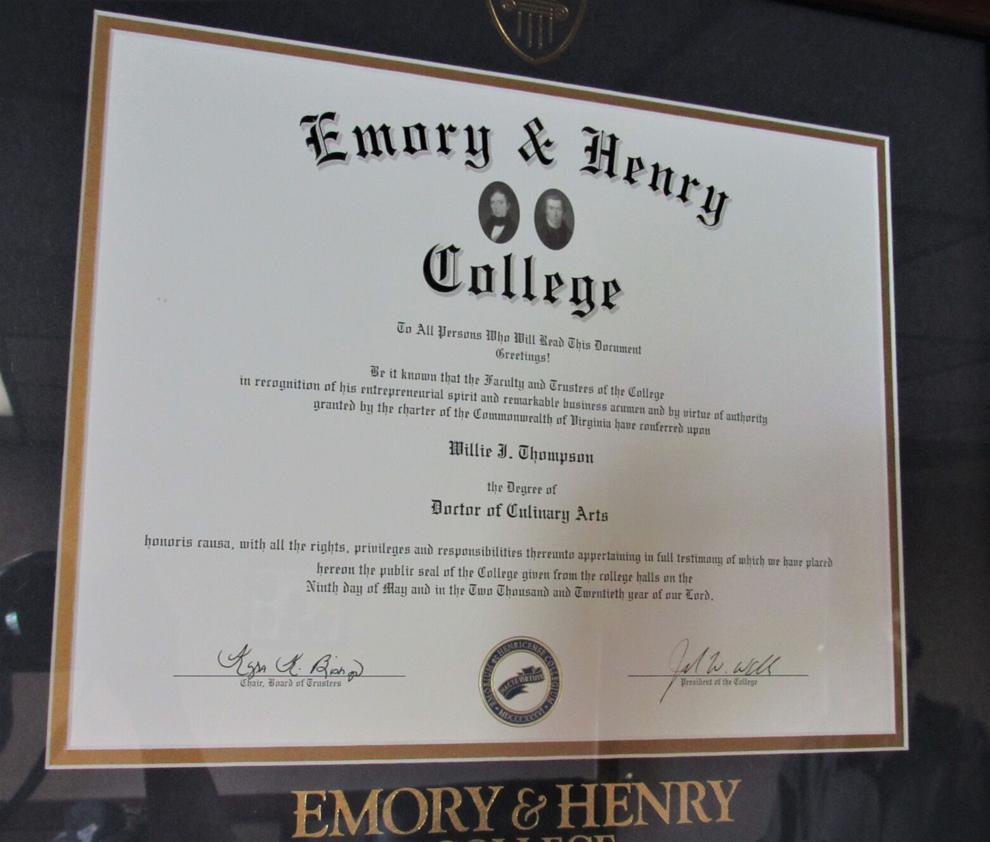 Emory & Henry
College
To All Persons Who Will Read This Document
Greetings!
Be it known that the Faculty and Trustees of the College
in recognition of his entrepreneurial spirit and remarkable business acumen and by virtue of authority
granted by the charter of the Commonwealth of Virginia have conferred upon
Willie J. Thompson
the Degree of
Doctor of Culinary Arts
honoris causa, with all the rights, privileges and responsibilities thereunto appertaining in full testimony of which we have placed
hereon the public seal of the College given from the college halls on the
Ninth day of May and in the Two Thousand and Twentieth year of our Lord.
Chair, Board of Trustees
President of the College
EMORY & HENRY
COLLEGE